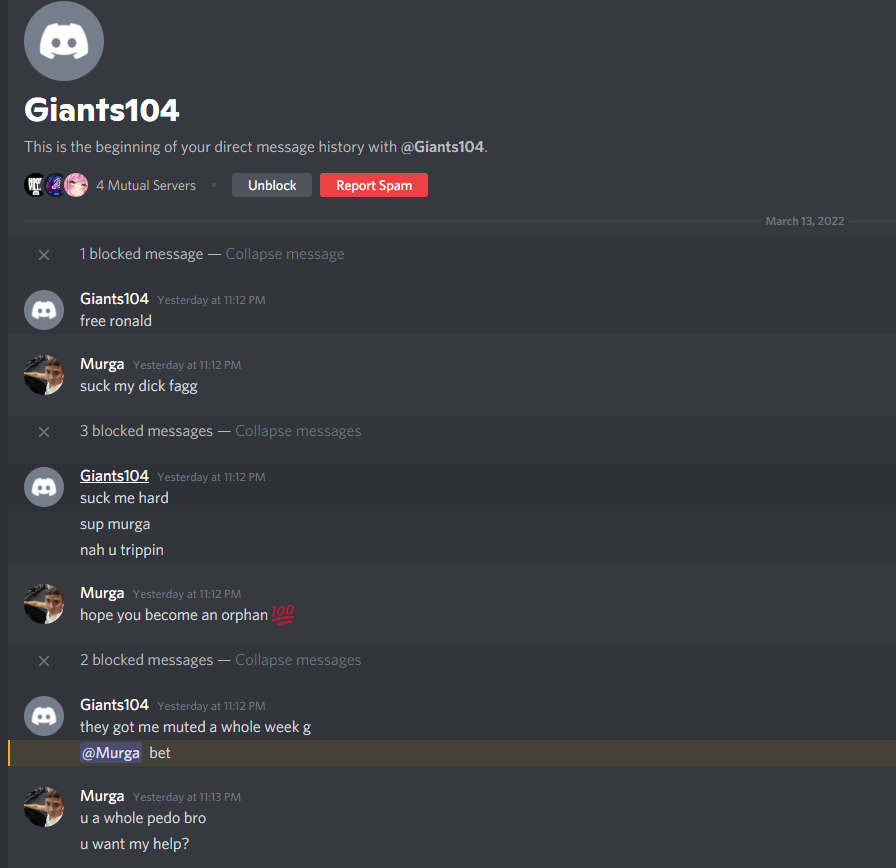 Giants104
This is the beginning of your direct message history with @Giants104.
4 Mutual Servers • Unblock Report Spam
March 13, 2022
1 blocked message — Collapse message
Giants104 Yesterday at 11:12 PM
free ronald
Murga Yesterday at 11:12 PM
suck my dick fagg
3 blocked messages — Collapse messages
Giants104 Yesterday at 11:12 PM
suck me hard
sup murga
nah u trippin
Murga Yesterday at 11:12 PM
hope you become an orphan 💯
2 blocked messages — Collapse messages
Giants104 Yesterday at 11:12 PM
they got me muted a whole week g
@Murga bet
Murga Yesterday at 11:13 PM
u a whole pedo bro
u want my help?